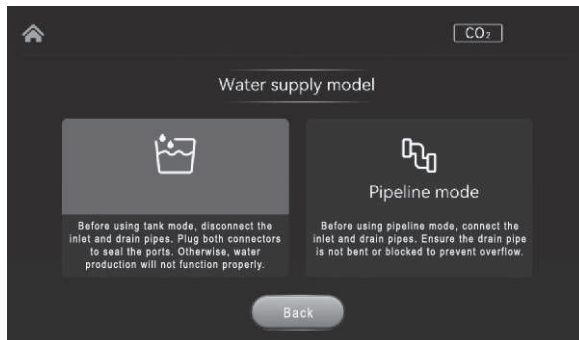 CO₂
Water supply model
Pipeline mode
Before using tank mode, disconnect the
inlet and drain pipes. Plug both connectors
to seal the ports. Otherwise, water
production will not function properly.
Before using pipeline mode, connect the
inlet and drain pipes. Ensure the drain pipe
is not bent or blocked to prevent overflow.
Back